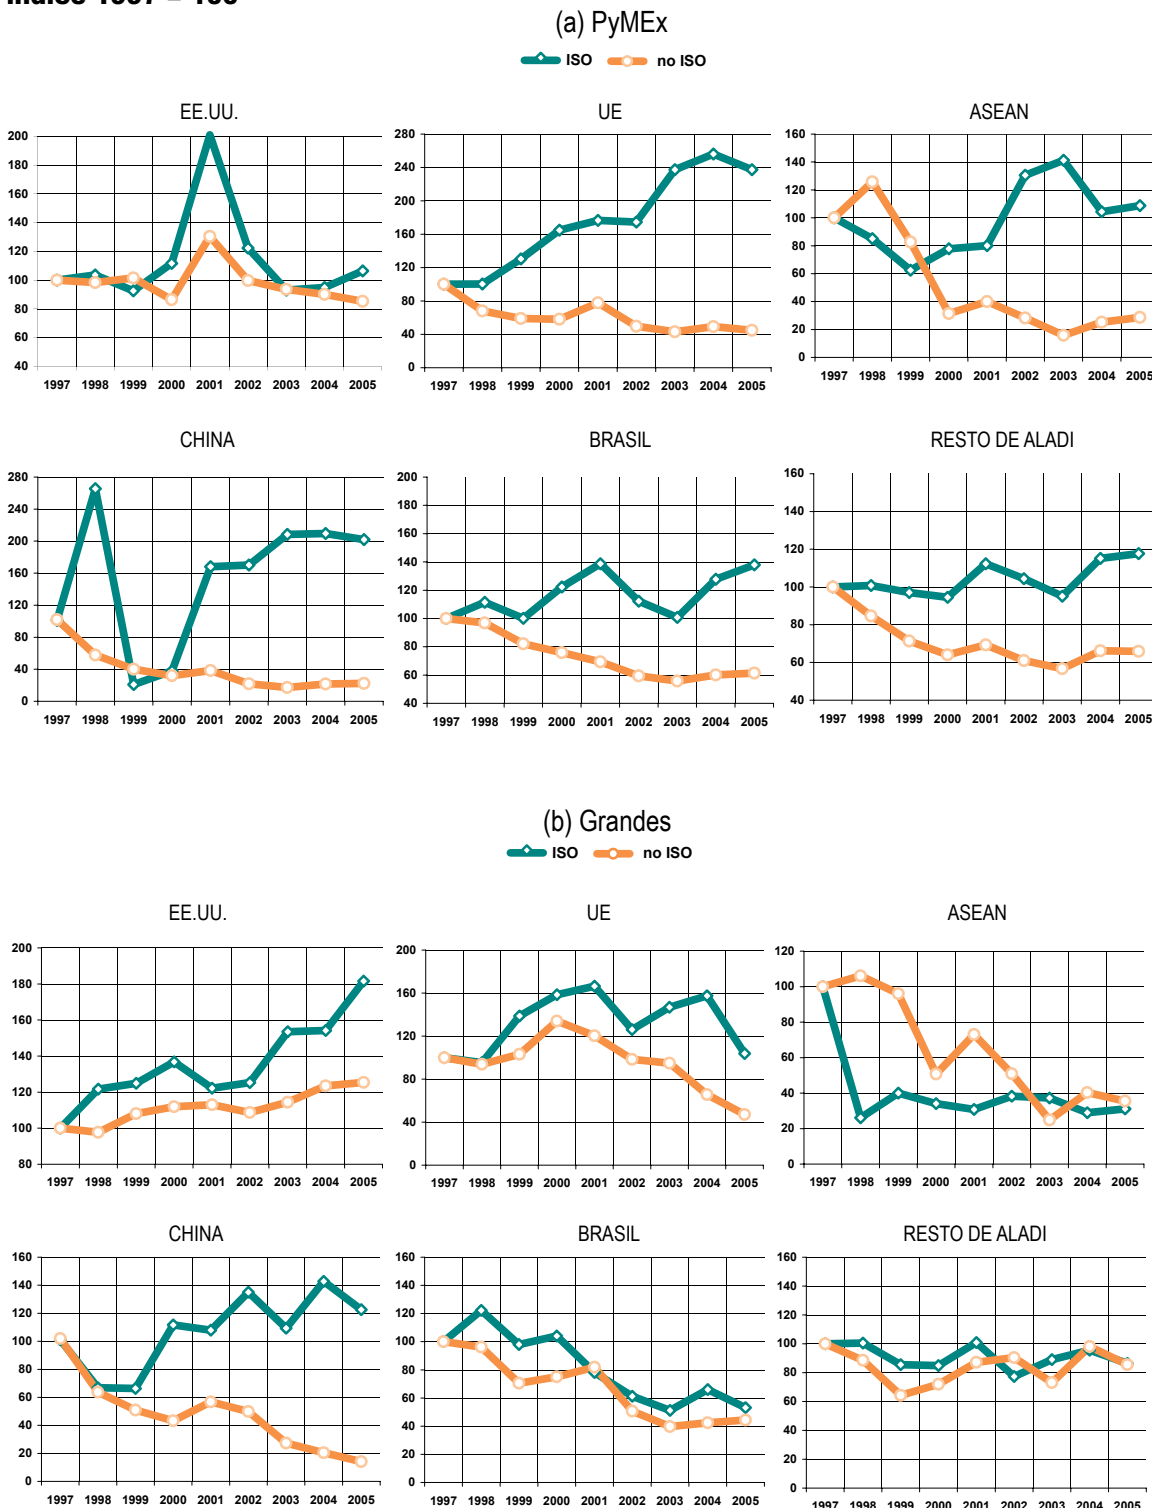 (a) PyMEx
ISO no ISO
EE.UU. UE ASEAN
200 180 160 140 120 100 80 60 40
280 240 200 160 120 80 40 0
160 140 120 100 80 60 40 20 0
1997 1998 1999 2000 2001 2002 2003 2004 2005
1997 1998 1999 2000 2001 2002 2003 2004 2005
1997 1998 1999 2000 2001 2002 2003 2004 2005
CHINA BRASIL RESTO DE ALADI
280 240 200 160 120 80 40 0
200 180 160 140 120 100 80 60 40
160 140 120 100 80 60 40
1997 1998 1999 2000 2001 2002 2003 2004 2005
1997 1998 1999 2000 2001 2002 2003 2004 2005
1997 1998 1999 2000 2001 2002 2003 2004 2005
(b) Grandes
ISO no ISO
EE.UU. UE ASEAN
200 180 160 140 120 100 80
200 160 120 80 40 0
120 100 80 60 40 20 0
1997 1998 1999 2000 2001 2002 2003 2004 2005
1997 1998 1999 2000 2001 2002 2003 2004 2005
1997 1998 1999 2000 2001 2002 2003 2004 2005
CHINA BRASIL RESTO DE ALADI
160 140 120 100 80 60 40 20 0
160 140 120 100 80 60 40 20 0
160 140 120 100 80 60 40 20 0
1997 1998 1999 2000 2001 2002 2003 2004 2005
1997 1998 1999 2000 2001 2002 2003 2004 2005
1997 1998 1999 2000 2001 2002 2003 2004 2005